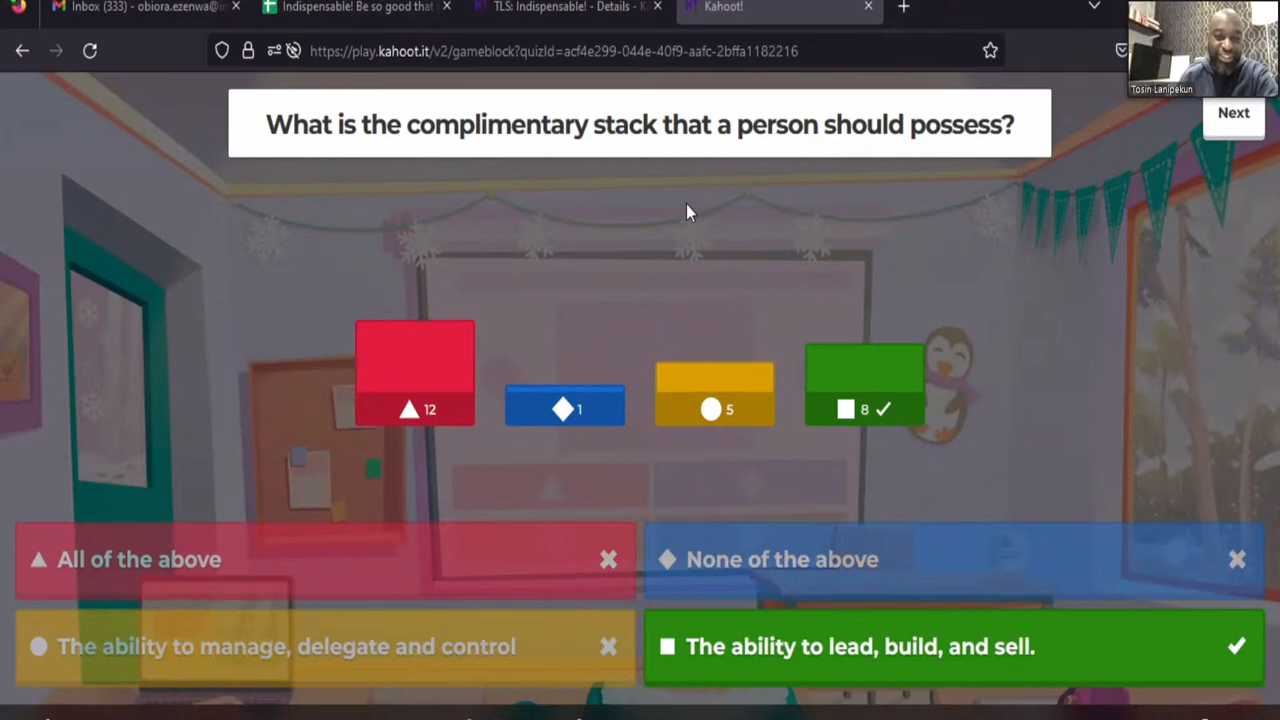 Inbox (333) - obiora.ezenwa@i
Indispensable! Be so good that
TLS: Indispensable! - Details - K
Kahoot!
https://play.kahoot.it/v2/gameblock?quizId=acf4e299-044e-40f9-aafc-2bffa1182216
Tosin Lanipekun
What is the complimentary stack that a person should possess?
Next
12
1
5
8
All of the above
None of the above
The ability to manage, delegate and control
The ability to lead, build, and sell.